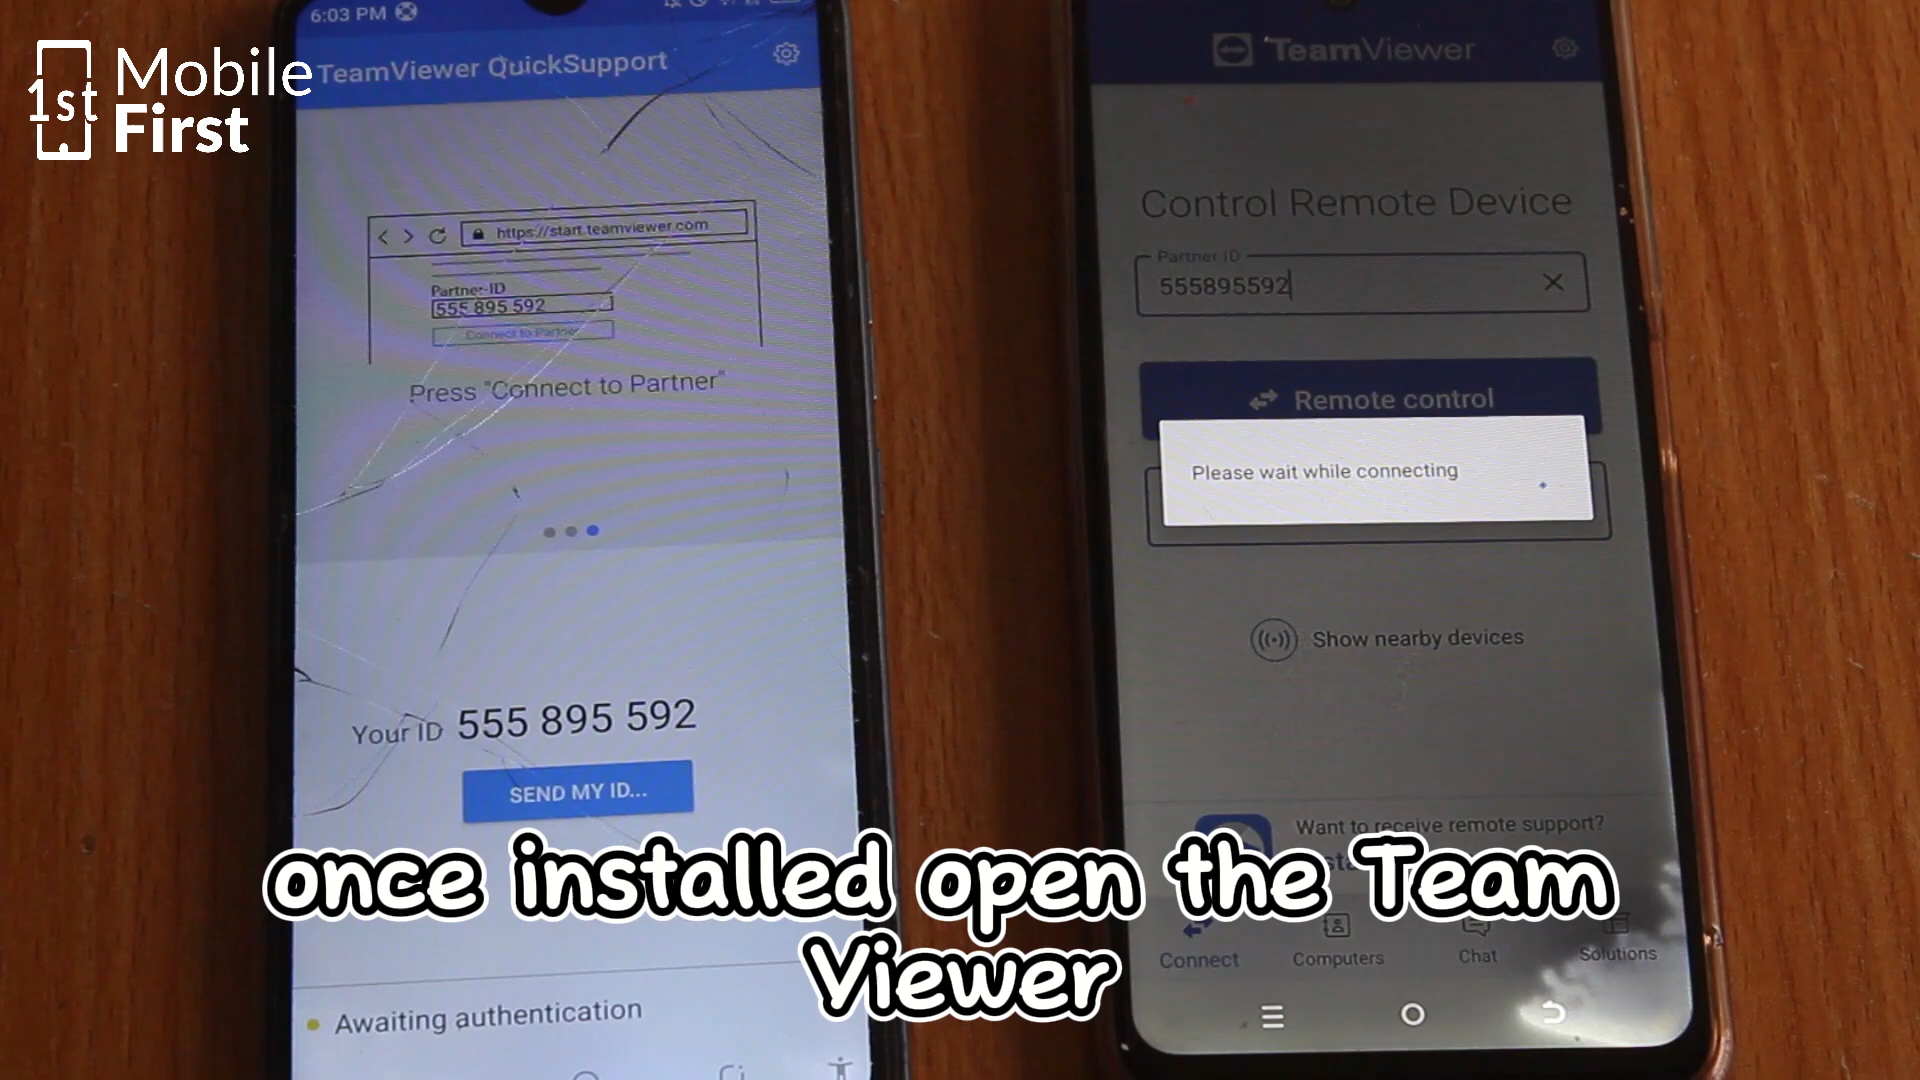 1st Mobile
First
6:03 PM
TeamViewer QuickSupport
https://start.teamviewer.com
Partner-ID
555 895 592
Connect to Partner
Press "Connect to Partner"
Your ID 555 895 592
SEND MY ID...
Awaiting authentication
TeamViewer
Control Remote Device
Partner ID
555895592
Remote control
Please wait while connecting
Show nearby devices
Want to receive remote support?
Connect Computers Chat Solutions
once installed open the Team
Viewer